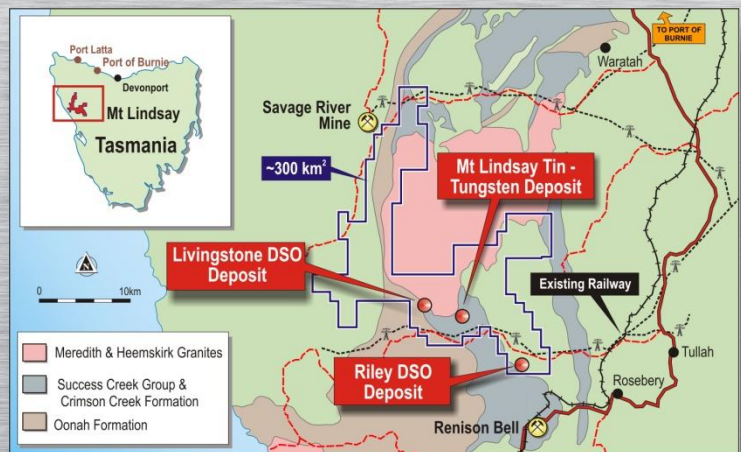 Port Latta
Port of Burnie
Devonport
Mt Lindsay
Tasmania
TO PORT OF
BURNIE
Waratah
Savage River
Mine
~300 km²
Mt Lindsay Tin -
Tungsten Deposit
Livingstone DSO
Deposit
N
0 10km
Existing Railway
Riley DSO
Deposit
Tullah
Rosebery
Renison Bell
Meredith & Heemskirk Granites
Success Creek Group &
Crimson Creek Formation
Oonah Formation